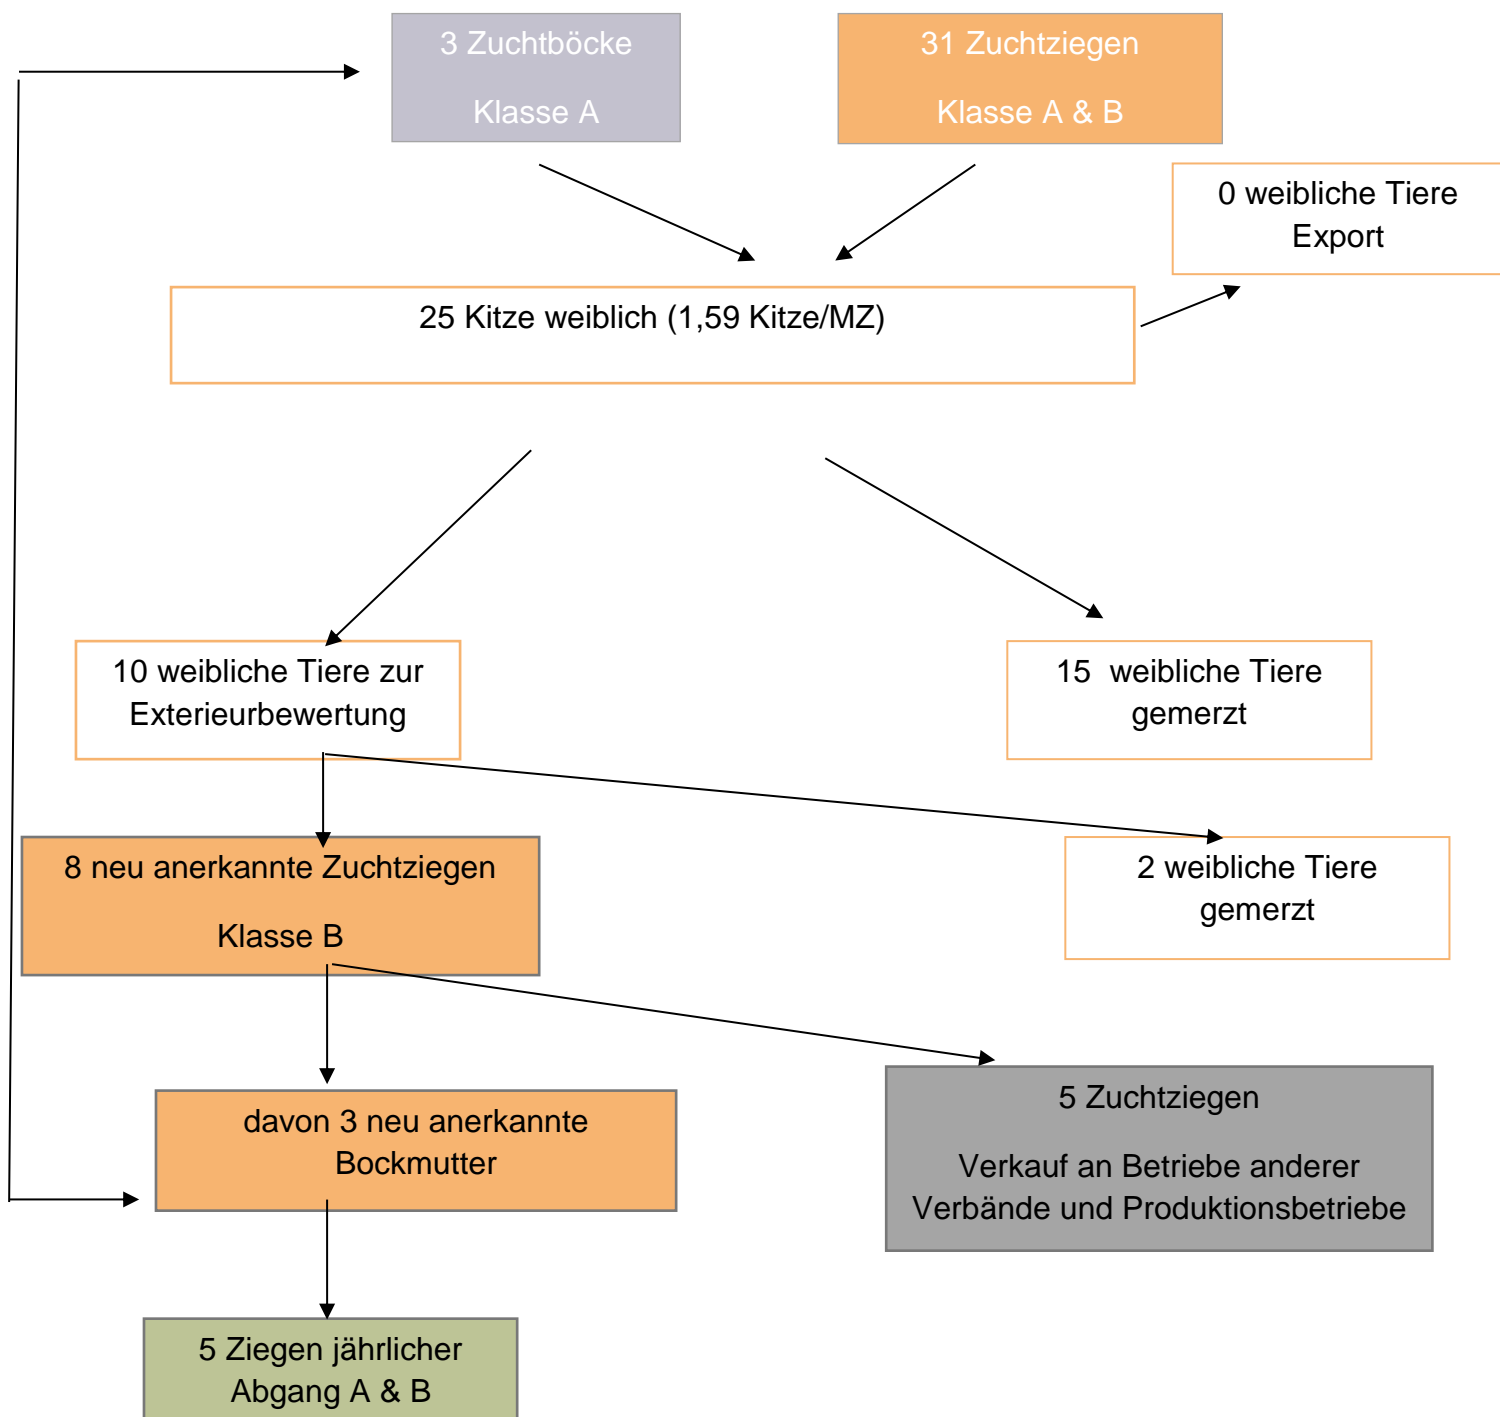 3 Zuchtböcke
Klasse A
31 Zuchtziegen
Klasse A & B
0 weibliche Tiere
Export
25 Kitze weiblich (1,59 Kitze/MZ)
10 weibliche Tiere zur
Exterieurbewertung
15 weibliche Tiere
gemerzt
8 neu anerkannte Zuchtziegen
Klasse B
2 weibliche Tiere
gemerzt
davon 3 neu anerkannte
Bockmutter
5 Zuchtziegen
Verkauf an Betriebe anderer
Verbände und Produktionsbetriebe
5 Ziegen jährlicher
Abgang A & B